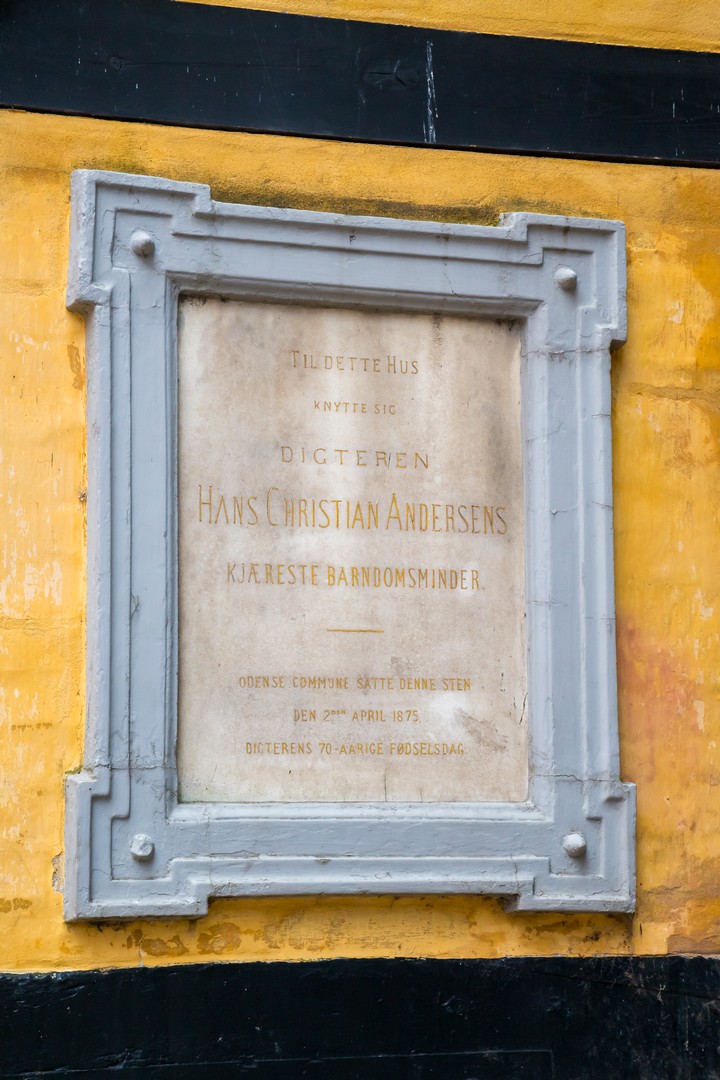 TIL DETTE HUS
KNYTTE SIG
DIGTEREN
HANS CHRISTIAN ANDERSENS
KJÆRESTE BARNDOMSMINDER.
ODENSE COMMUNE SATTE DENNE STEN
DEN 2DEN APRIL 1875
DIGTERENS 70-AARIGE FØDSELSDAG.